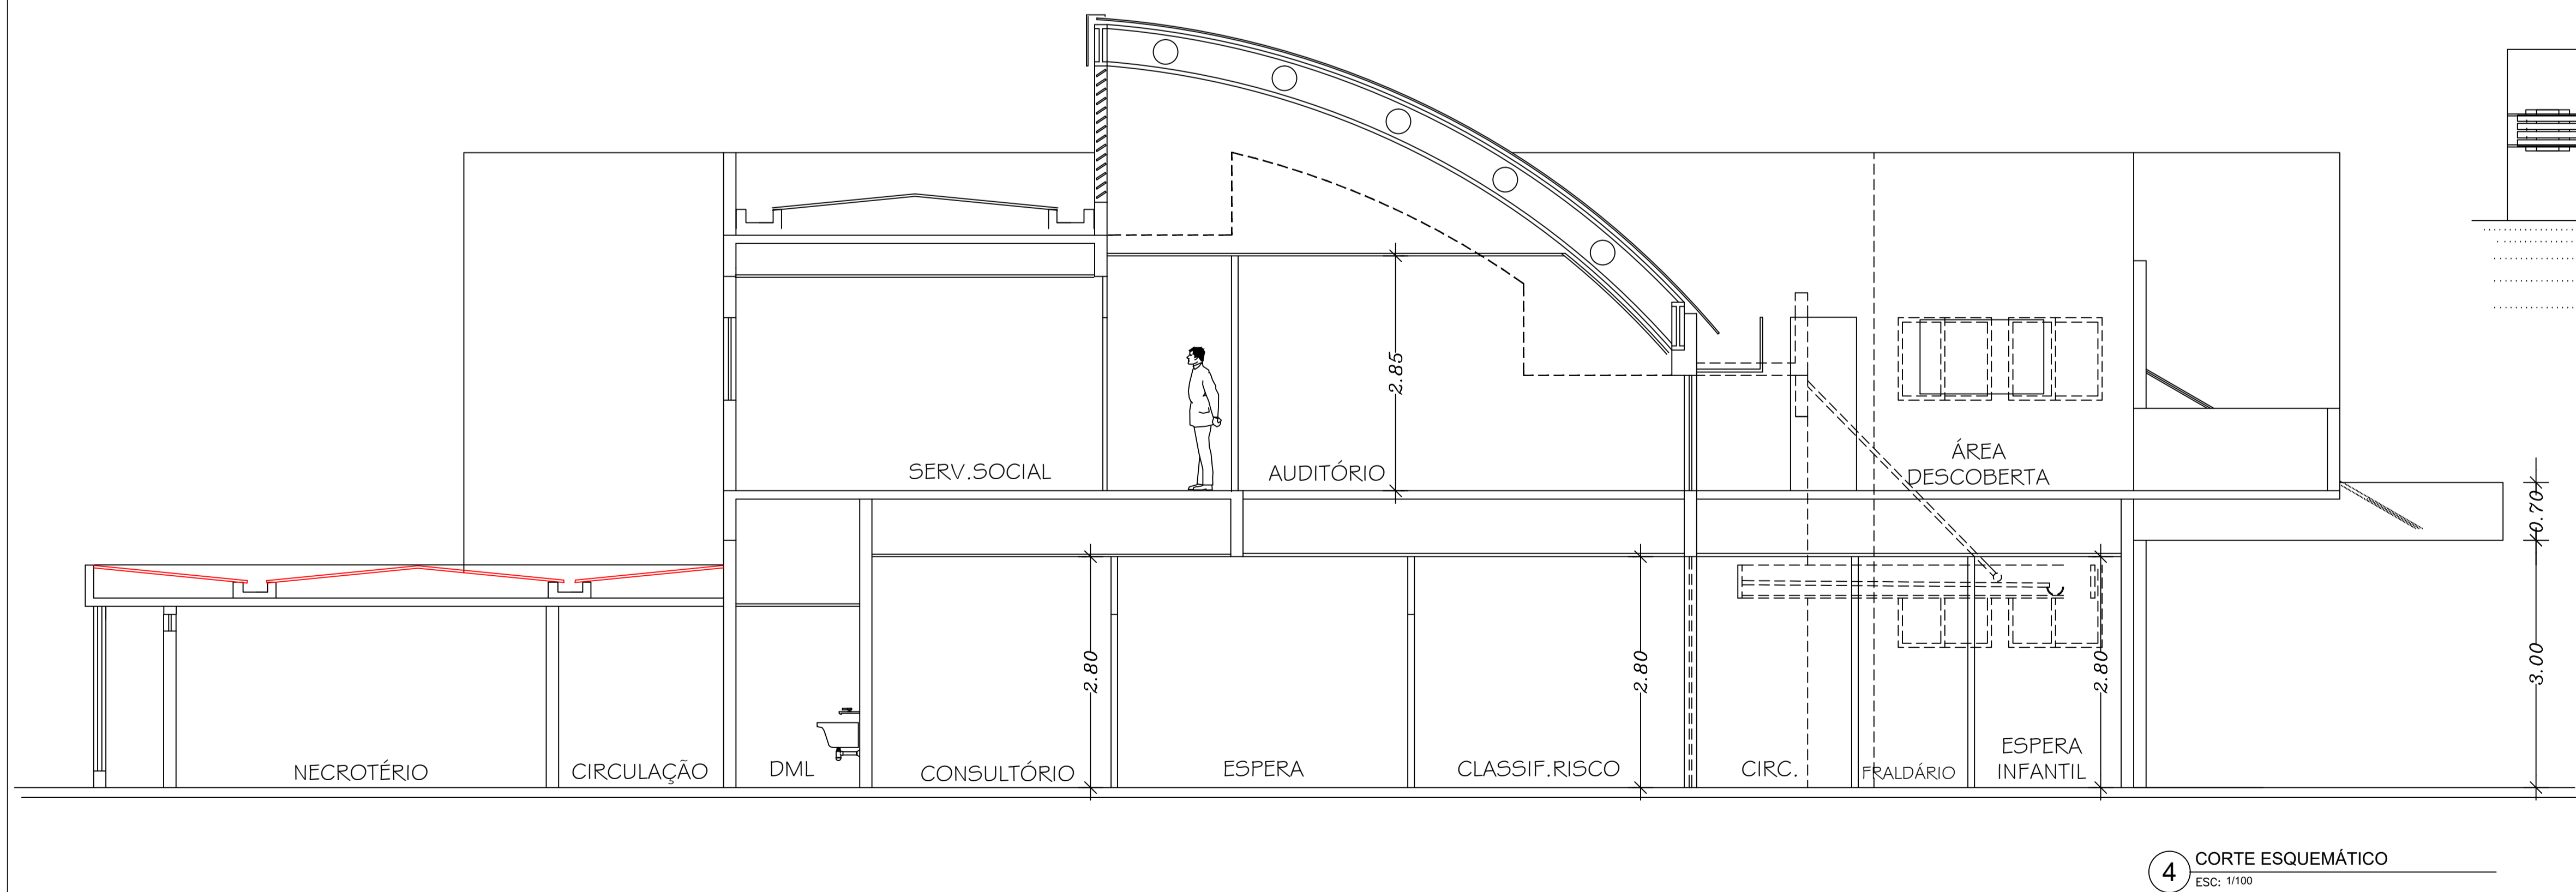 2.85
SERV.SOCIAL
AUDITÓRIO
ÁREA
DESCOBERTA
0.70
2.80
2.80
2.80
3.00
NECROTÉRIO
CIRCULAÇÃO
DML
CONSULTÓRIO
ESPERA
CLASSIF.RISCO
CIRC.
FRALDÁRIO
ESPERA
INFANTIL
4
CORTE ESQUEMÁTICO
ESC: 1/100